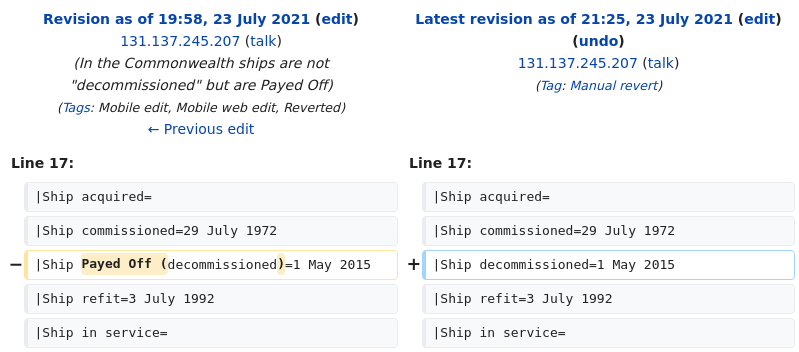 Revision as of 19:58, 23 July 2021 (edit)
131.137.245.207 (talk)
(In the Commonwealth ships are not
"decommissioned" but are Payed Off)
(Tags: Mobile edit, Mobile web edit, Reverted)
← Previous edit
Latest revision as of 21:25, 23 July 2021 (edit)
(undo)
131.137.245.207 (talk)
(Tag: Manual revert)
Line 17:
|Ship acquired=
|Ship commissioned=29 July 1972
− |Ship Payed Off (decommissioned)=1 May 2015
|Ship refit=3 July 1992
|Ship in service=
Line 17:
|Ship acquired=
|Ship commissioned=29 July 1972
+ |Ship decommissioned=1 May 2015
|Ship refit=3 July 1992
|Ship in service=